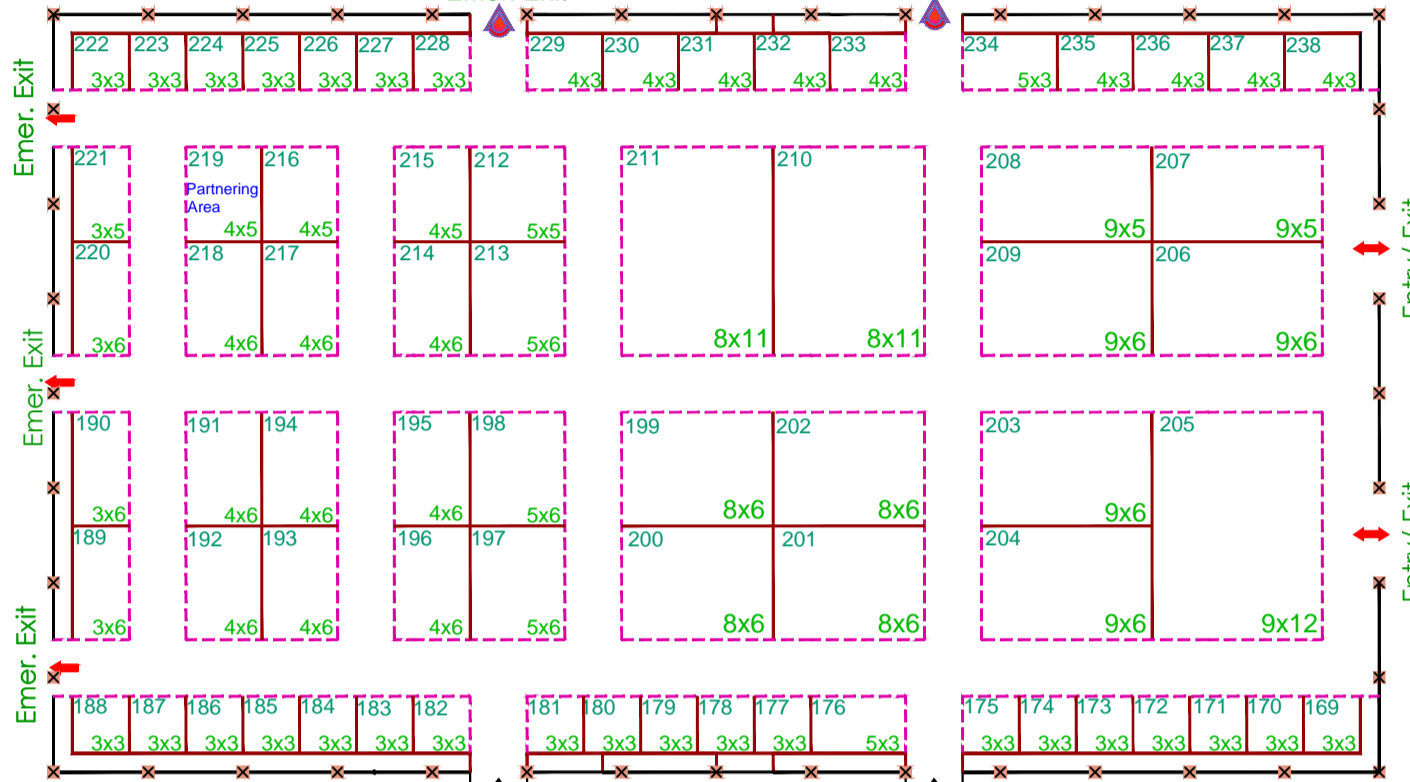 Emer. Exit
222 223 224 225 226 227 228 229 230 231 232 233 234 235 236 237 238
3x3 3x3 3x3 3x3 3x3 3x3 3x3 4x3 4x3 4x3 4x3 4x3 5x3 4x3 4x3 4x3 4x3
Emer. Exit
221 219 216 215 212 211 210 208 207
Partnering
Area
3x5 4x5 4x5 4x5 5x5 9x5 9x5
220 218 217 214 213 209 206
Entry / Exit
3x6 4x6 4x6 4x6 5x6 8x11 8x11 9x6 9x6
Emer. Exit
190 191 194 195 198 199 202 203 205
3x6 4x6 4x6 4x6 5x6 8x6 8x6 9x6
189 192 193 196 197 200 201 204
Entry / Exit
3x6 4x6 4x6 4x6 5x6 8x6 8x6 9x6 9x12
Emer. Exit
188 187 186 185 184 183 182 181 180 179 178 177 176 175 174 173 172 171 170 169
3x3 3x3 3x3 3x3 3x3 3x3 3x3 3x3 3x3 3x3 3x3 3x3 5x3 3x3 3x3 3x3 3x3 3x3 3x3 3x3